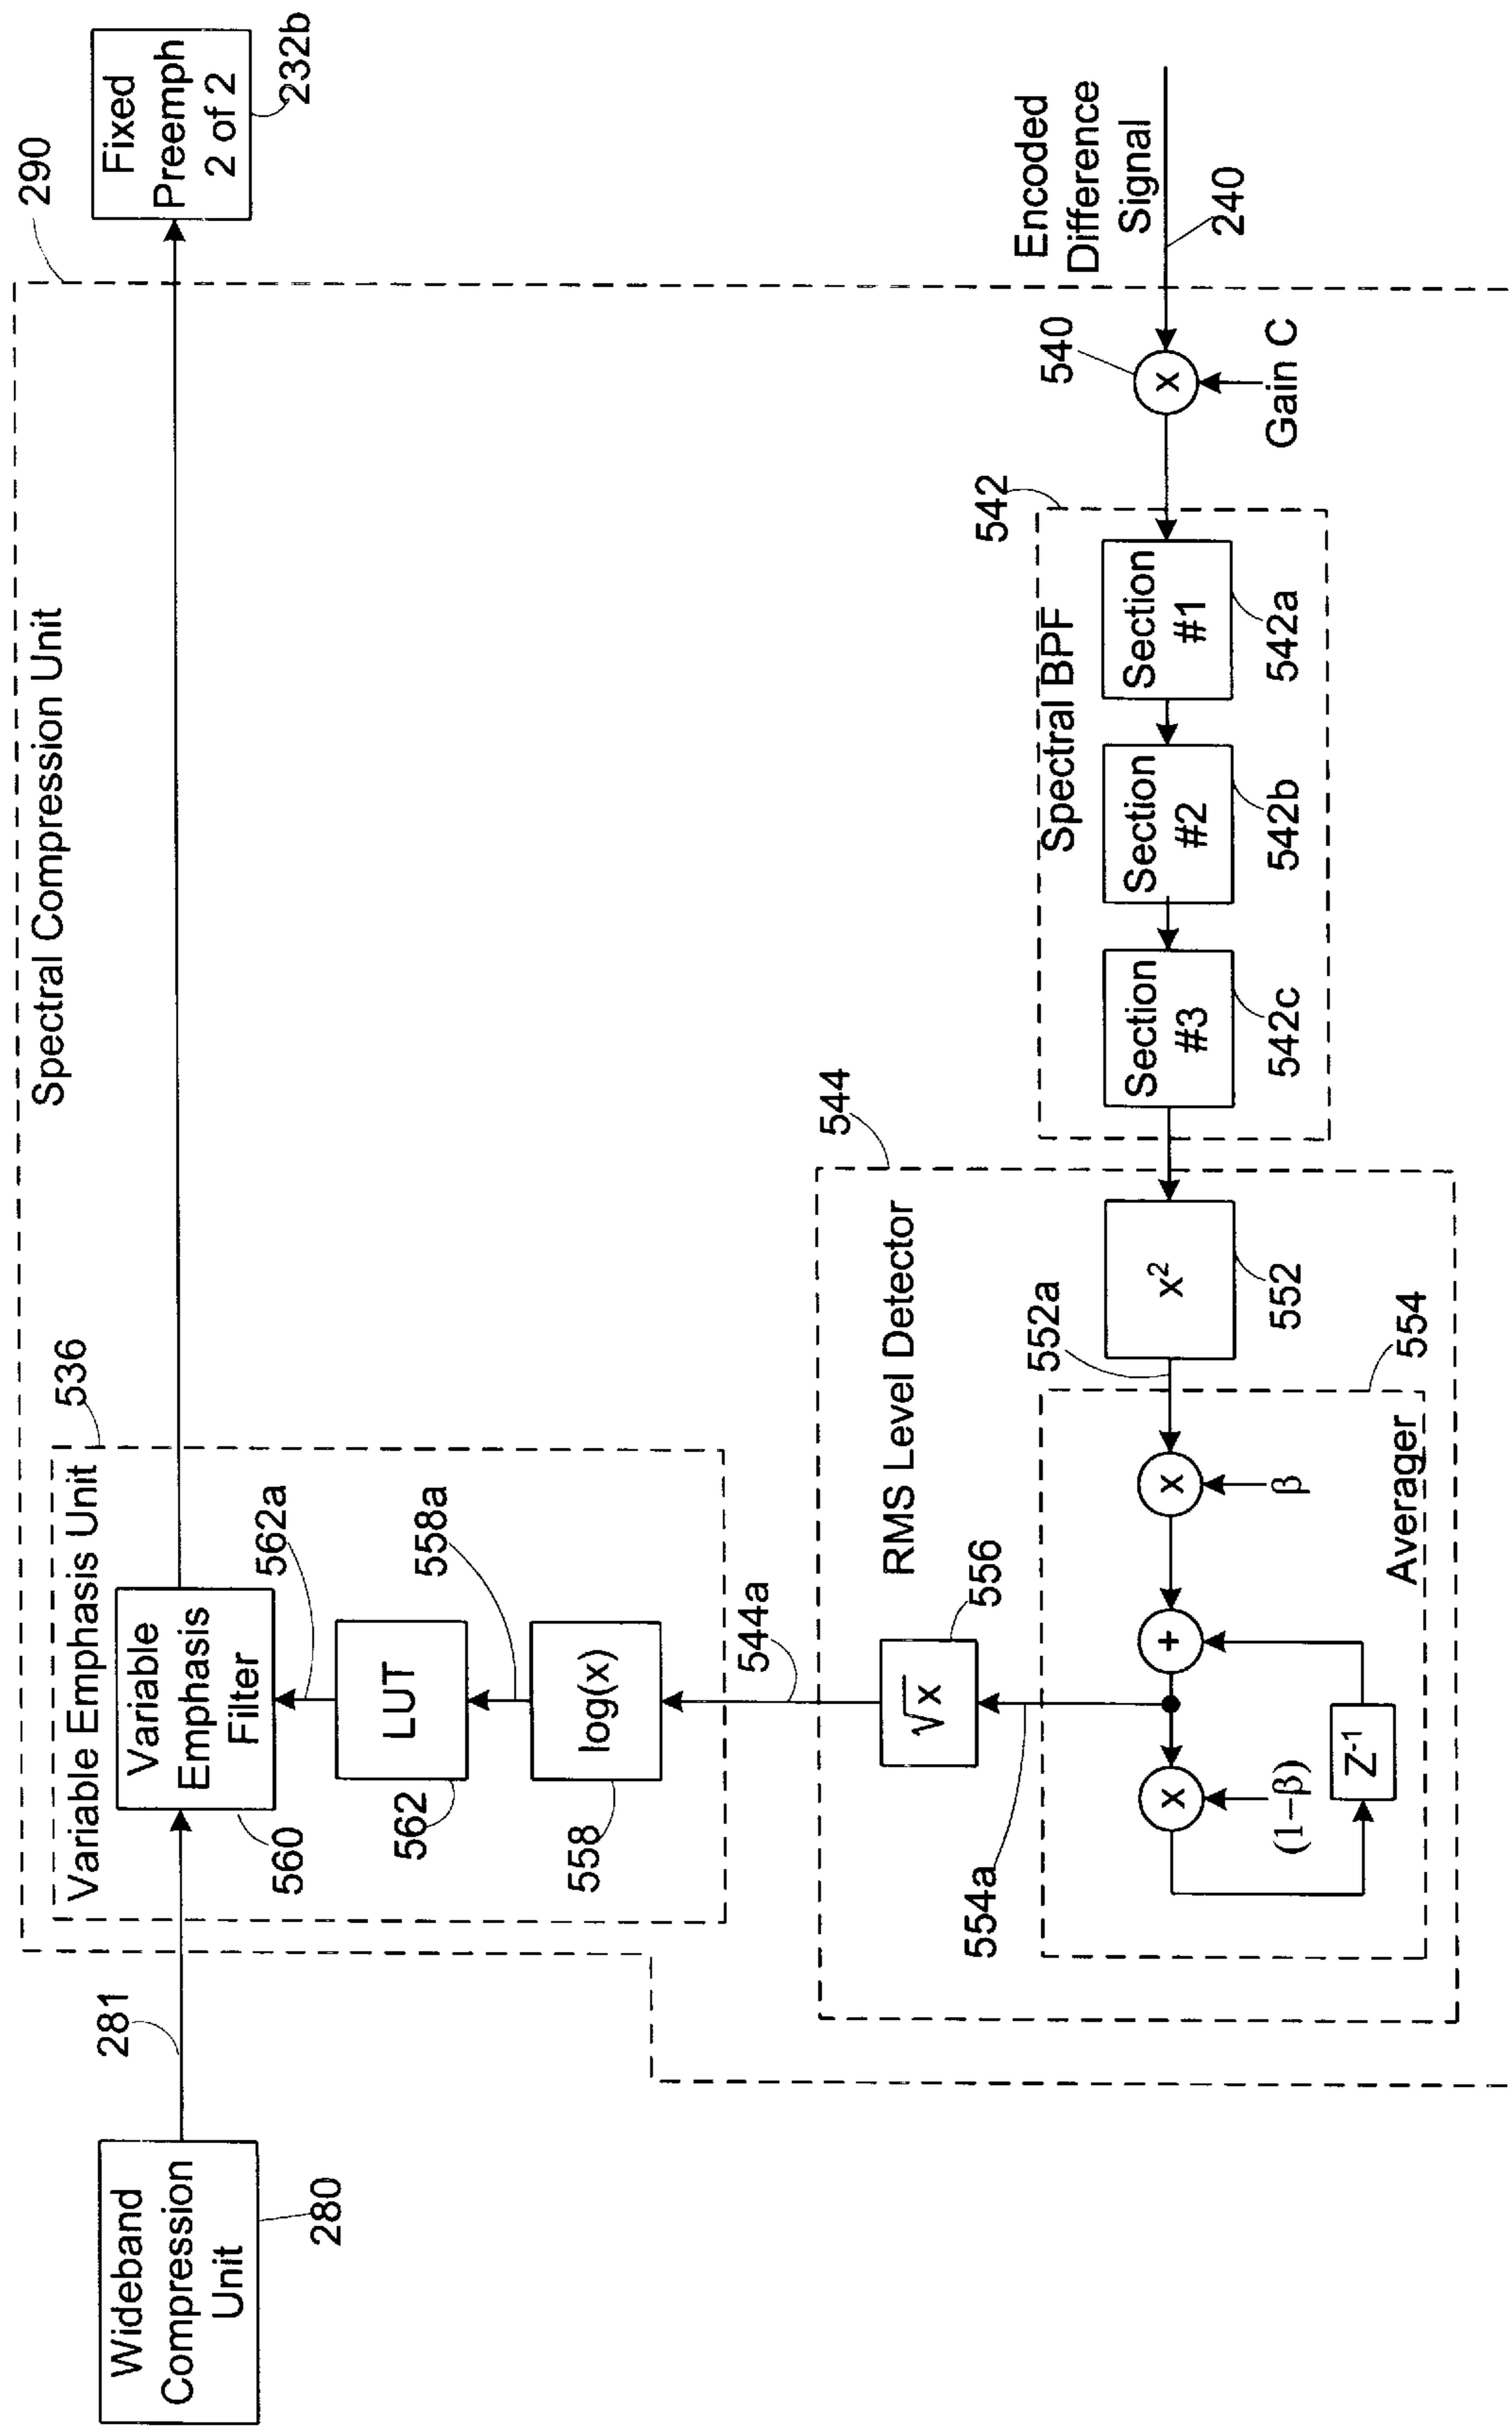 Spectral Compression Unit
290
Wideband
Compression
Unit
280
281
Variable Emphasis Unit
536
Variable
Emphasis
Filter
560
562a
LUT
562
558a
log(x)
558
544a
Fixed
Preemph
2 of 2
232b
RMS Level Detector
544
√x
556
554a
x²
552
552a
Averager
554
x
β
+
x
(1−β)
Z⁻¹
Spectral BPF
542
Section
#3
542c
Section
#2
542b
Section
#1
542a
x
540
Gain C
Encoded
Difference
Signal
240